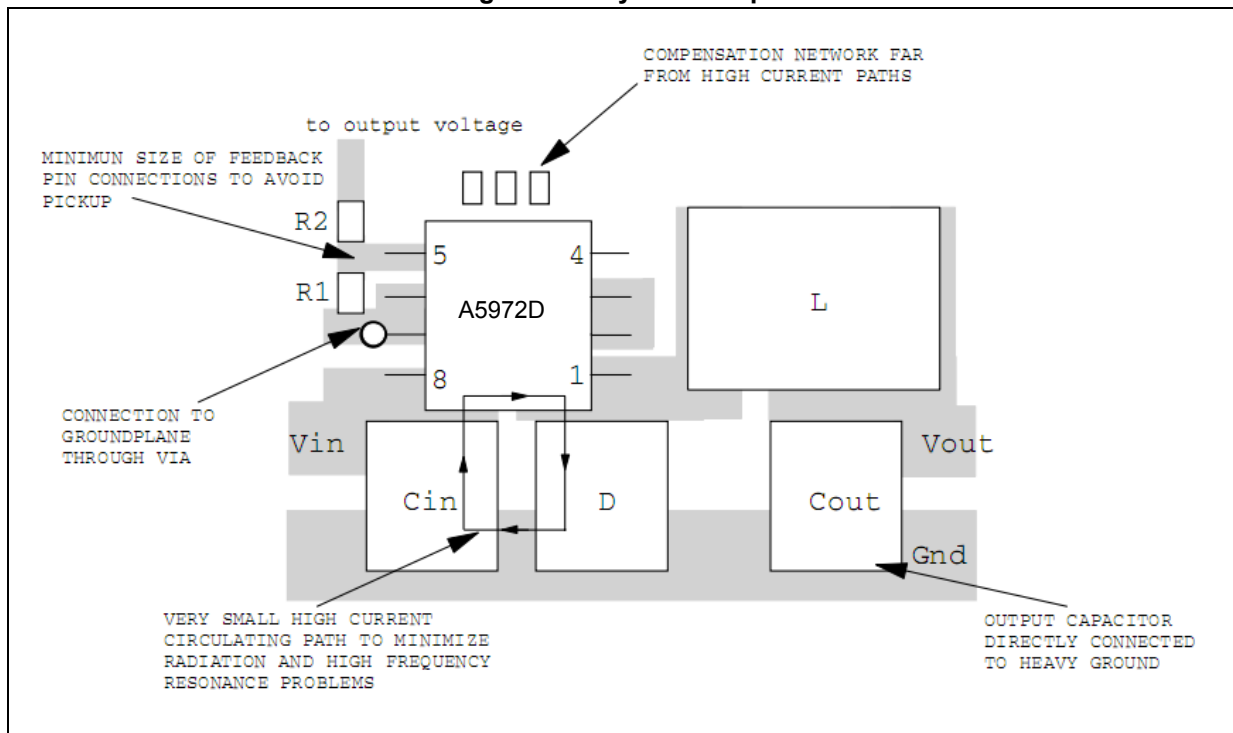 COMPENSATION NETWORK FAR
FROM HIGH CURRENT PATHS
to output voltage
MINIMUN SIZE OF FEEDBACK
PIN CONNECTIONS TO AVOID
PICKUP
R2
5
4
R1
A5972D
L
8
1
CONNECTION TO
GROUNDPLANE
THROUGH VIA
Vin
Vout
Cin
D
Cout
Gnd
VERY SMALL HIGH CURRENT
CIRCULATING PATH TO MINIMIZE
RADIATION AND HIGH FREQUENCY
RESONANCE PROBLEMS
OUTPUT CAPACITOR
DIRECTLY CONNECTED
TO HEAVY GROUND